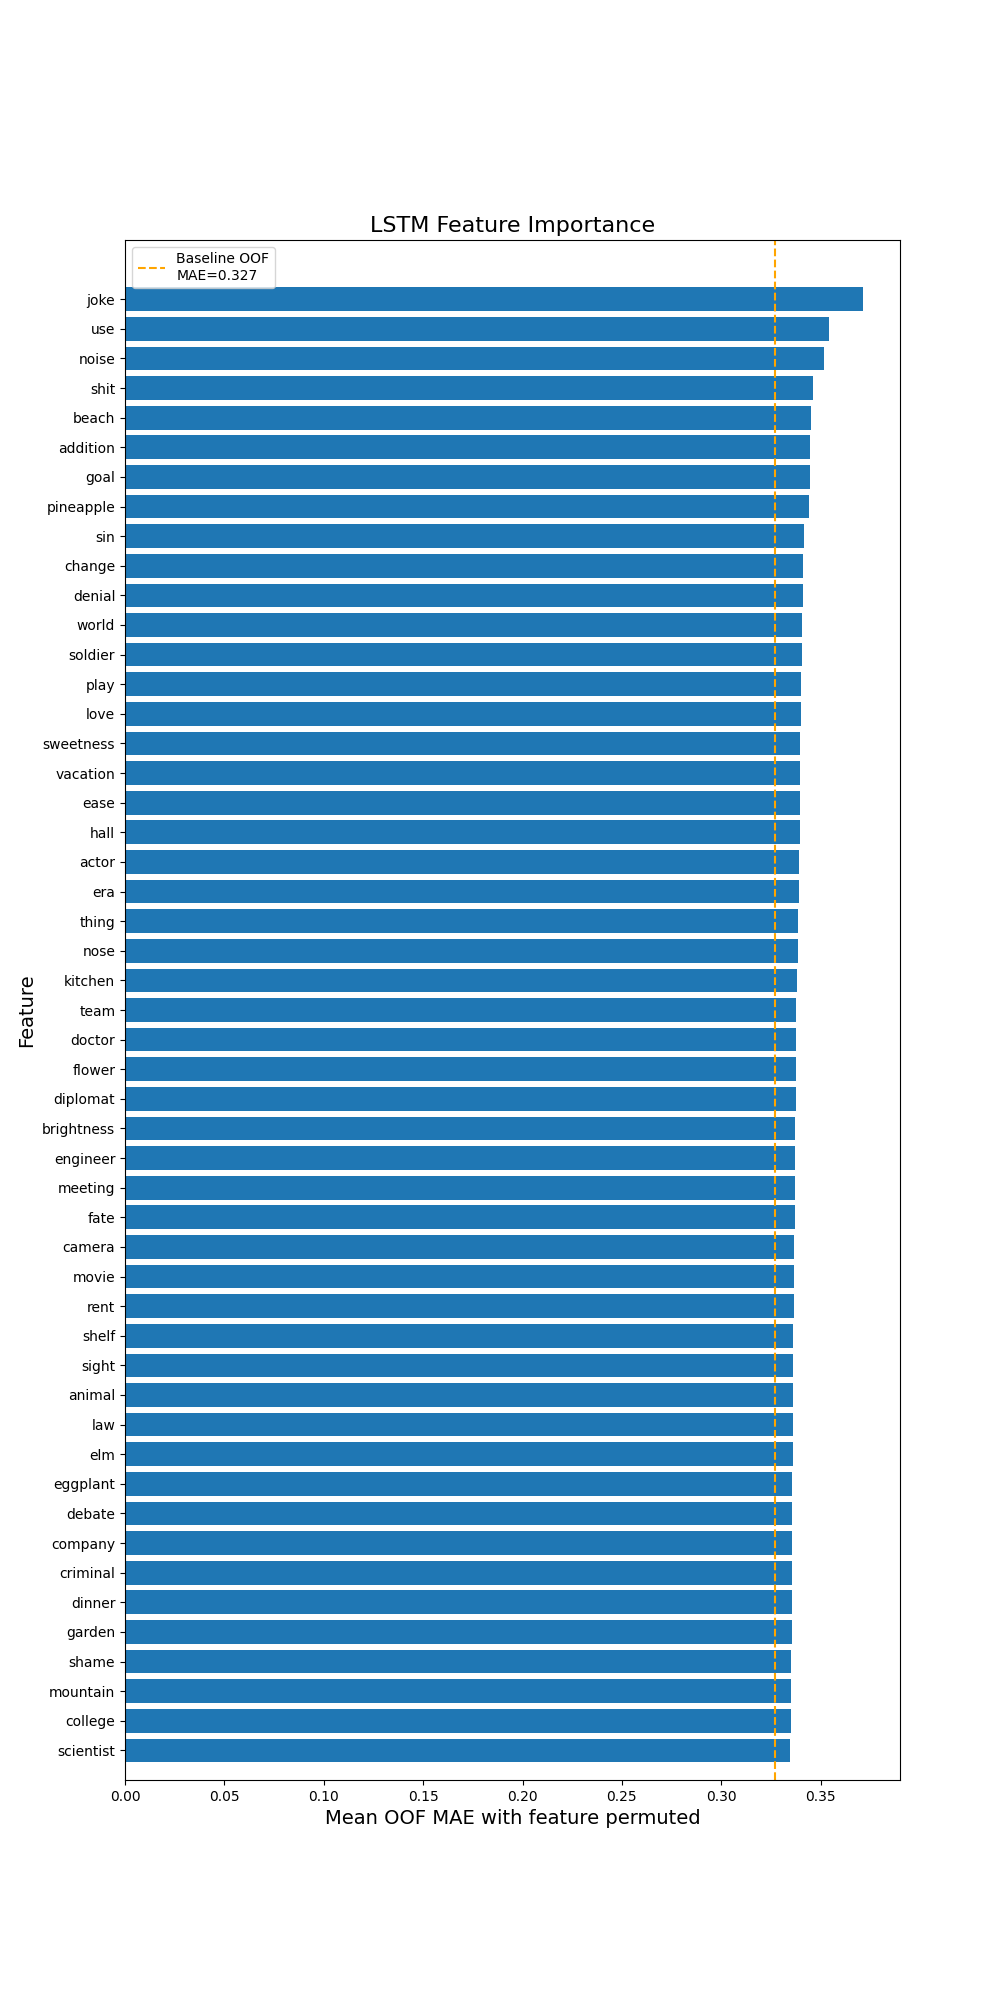 LSTM Feature Importance
Baseline OOF
MAE=0.327
joke
use
noise
shit
beach
addition
goal
pineapple
sin
change
denial
world
soldier
play
love
sweetness
vacation
ease
hall
actor
era
thing
nose
kitchen
team
doctor
flower
diplomat
brightness
engineer
meeting
fate
camera
movie
rent
shelf
sight
animal
law
elm
eggplant
debate
company
criminal
dinner
garden
shame
mountain
college
scientist
Feature
0.00 0.05 0.10 0.15 0.20 0.25 0.30 0.35
Mean OOF MAE with feature permuted